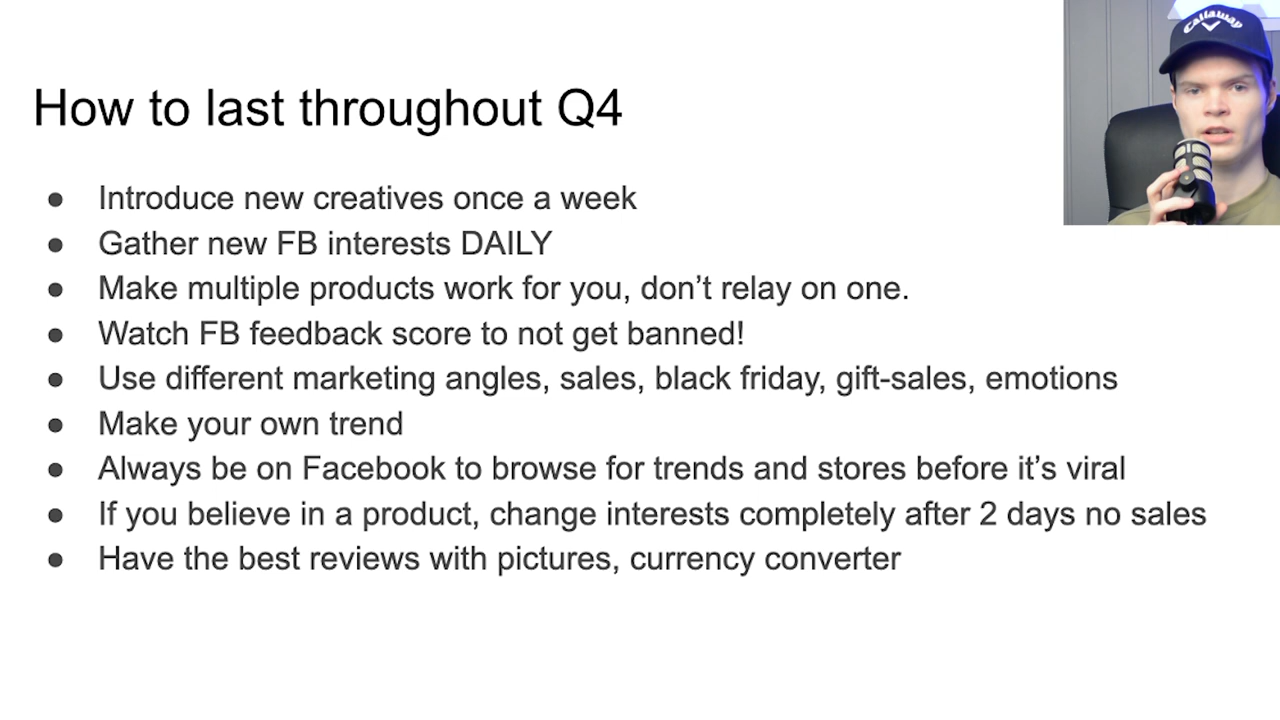 Callaway
How to last throughout Q4
● Introduce new creatives once a week
● Gather new FB interests DAILY
● Make multiple products work for you, don’t relay on one.
● Watch FB feedback score to not get banned!
● Use different marketing angles, sales, black friday, gift-sales, emotions
● Make your own trend
● Always be on Facebook to browse for trends and stores before it’s viral
● If you believe in a product, change interests completely after 2 days no sales
● Have the best reviews with pictures, currency converter